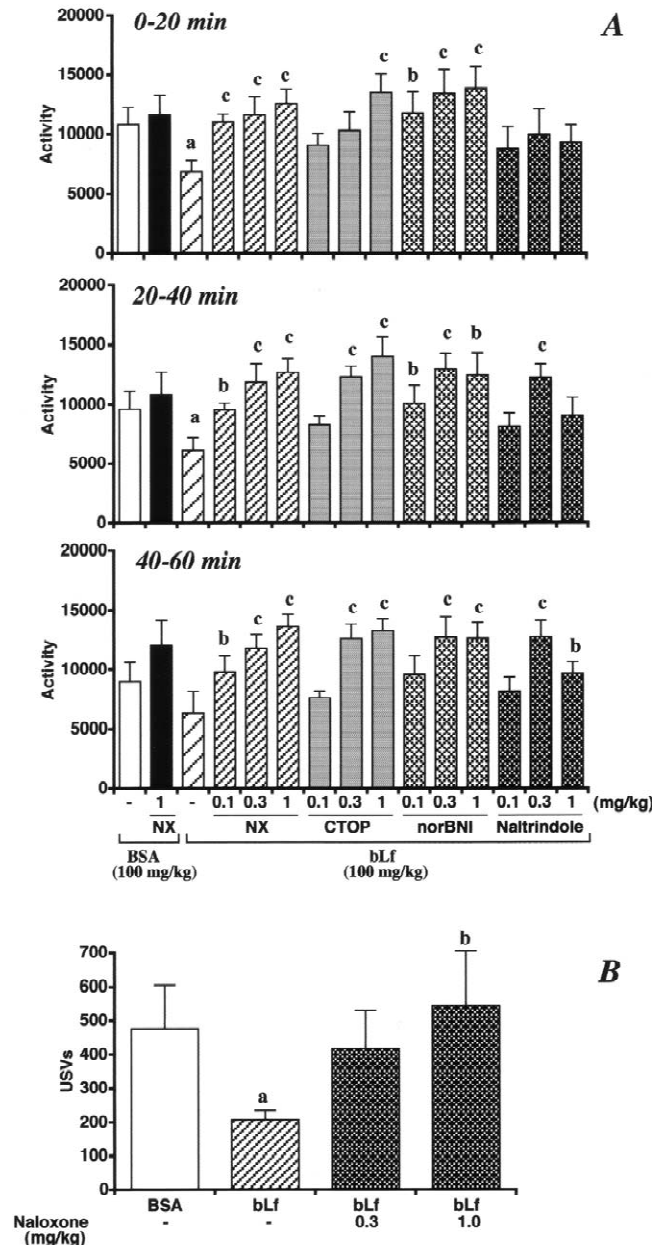 0-20 min
A
20000
15000
10000
5000
0
Activity
a
c
c
c
c
b
c
c
20-40 min
20000
15000
10000
5000
0
Activity
a
b
c
c
c
c
b
c
b
c
40-60 min
20000
15000
10000
5000
0
Activity
b
c
c
c
c
c
c
c
b
- 1 - 0.1 0.3 1 0.1 0.3 1 0.1 0.3 1 0.1 0.3 1 (mg/kg)
NX NX CTOP norBNI Naltrindole
BSA bLf
(100 mg/kg) (100 mg/kg)
B
700
600
500
400
300
200
100
0
USVs
a
b
BSA bLf bLf bLf
Naloxone - - 0.3 1.0
(mg/kg)